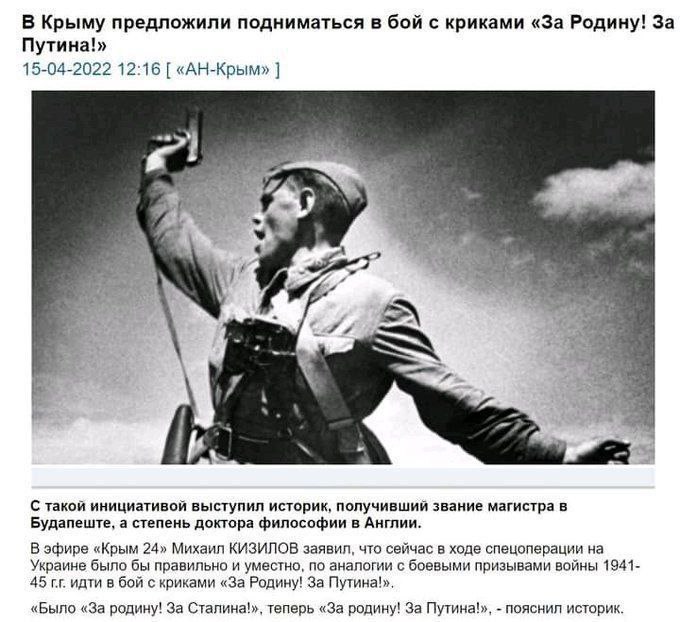 В Крыму предложили подниматься в бой с криками «За Родину! За
Путина!»
15-04-2022 12:16 [ «АН-Крым» ]
С такой инициативой выступил историк, получивший звание магистра в
Будапеште, а степень доктора философии в Англии.
В эфире «Крым 24» Михаил КИЗИЛОВ заявил, что сейчас в ходе спецоперации на
Украине было бы правильно и уместно, по аналогии с боевыми призывами войны 1941-
45 г.г. идти в бой с криками «За Родину! За Путина!».
«Было «За родину! За Сталина!», теперь «За родину! За Путина!», - пояснил историк.